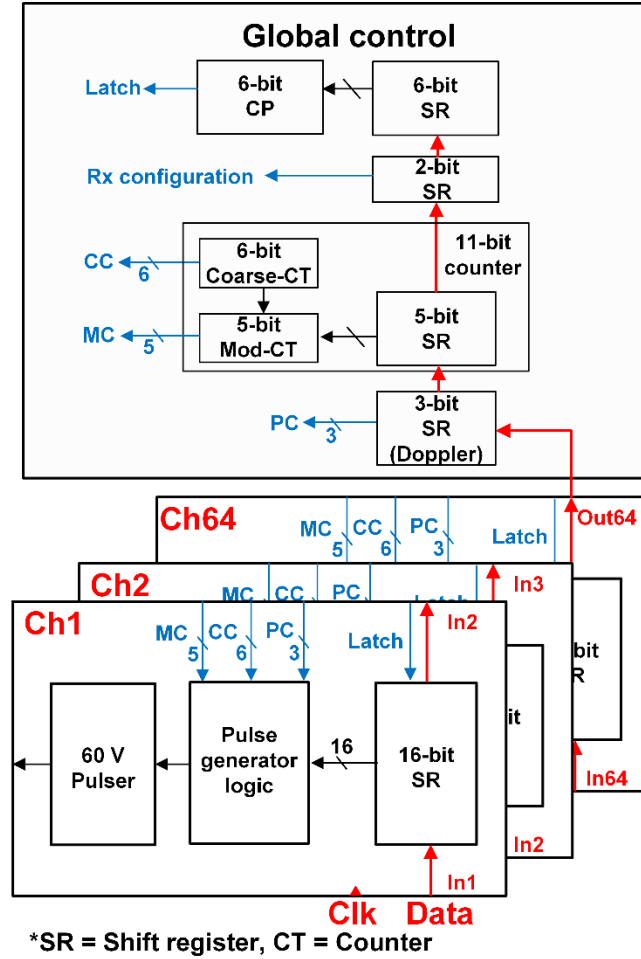 Global control
Latch
6-bit
CP
6-bit
SR
Rx configuration
2-bit
SR
11-bit
counter
CC
6
6-bit
Coarse-CT
MC
5
5-bit
Mod-CT
5-bit
SR
PC
3
3-bit
SR
(Doppler)
Ch64
MC
5
CC
6
PC
3
Latch
Out64
Ch2
MC
CC
PC
Latch
In3
Ch1
MC
5
CC
6
PC
3
Latch
In2
60 V
Pulser
Pulse
generator
logic
16
16-bit
SR
bit
-bit
R
In64
In2
In1
Clk
Data
*SR = Shift register, CT = Counter